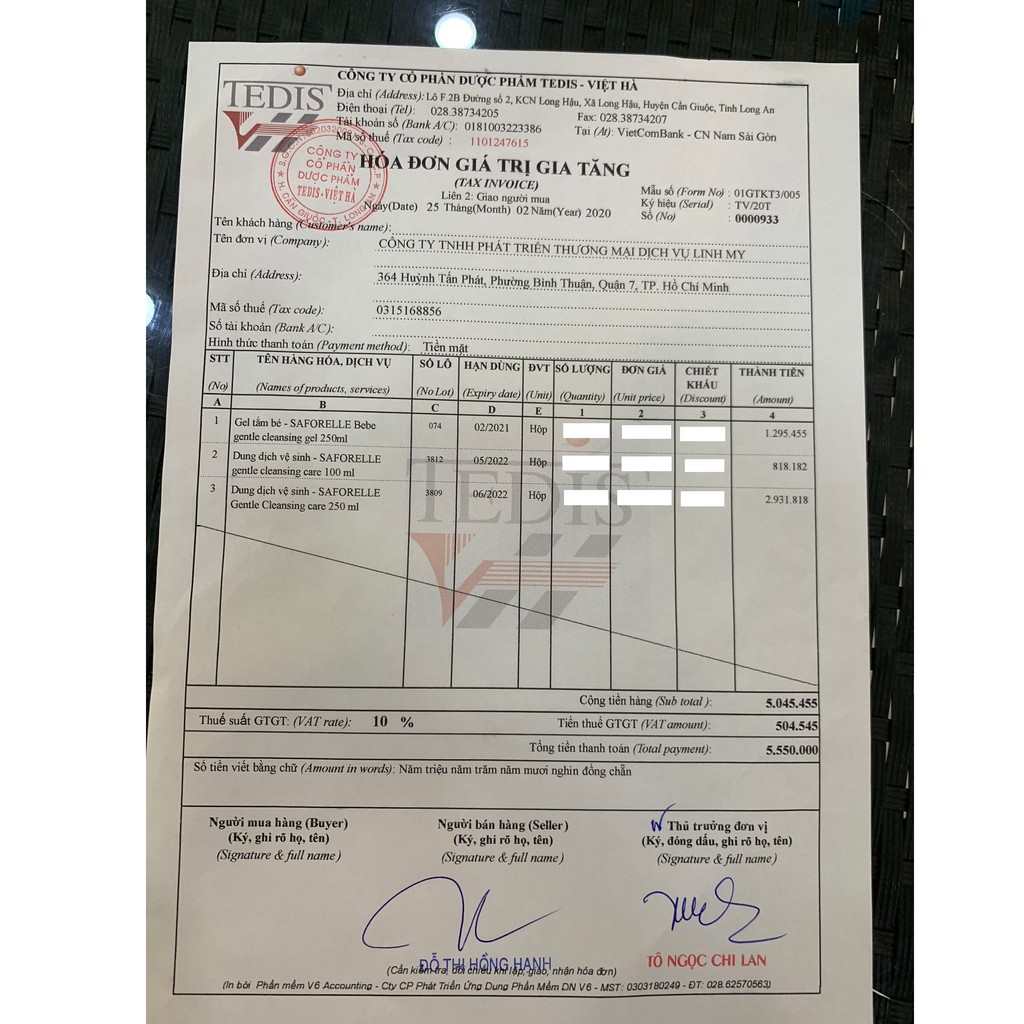 TEDIS
CÔNG TY CỔ PHẦN DƯỢC PHẨM TEDIS - VIỆT HÀ
Địa chỉ (Address): Lô F.2B Đường số 2, KCN Long Hậu, Xã Long Hậu, Huyện Cần Giuộc, Tỉnh Long An
Điện thoại (Tel): 028.38734205 Fax: 028.38734207
Tài khoản số (Bank A/C): 0181003223386 Tại (At): VietComBank - CN Nam Sài Gòn
Mã số thuế (Tax code) : 1101247615
CÔNG TY
CỔ PHẦN
DƯỢC PHẨM
TEDIS-VIỆT HÀ
H. CẦN GIUỘC - T. LONG AN
HÓA ĐƠN GIÁ TRỊ GIA TĂNG
(TAX INVOICE)
Liên 2: Giao người mua
Ngày(Date) 25 Tháng(Month) 02 Năm(Year) 2020
Mẫu số (Form No) : 01GTKT3/005
Ký hiệu (Serial) : TV/20T
Số (No) : 0000933
Tên khách hàng (Customer's name):
Tên đơn vị (Company): CÔNG TY TNHH PHÁT TRIỂN THƯƠNG MẠI DỊCH VỤ LINH MY
Địa chỉ (Address): 364 Huỳnh Tấn Phát, Phường Bình Thuận, Quận 7, TP. Hồ Chí Minh
Mã số thuế (Tax code): 0315168856
Số tài khoản (Bank A/C):
Hình thức thanh toán (Payment method): Tiền mặt
STT TÊN HÀNG HÓA, DỊCH VỤ SỐ LÔ HẠN DÙNG ĐVT SỐ LƯỢNG ĐƠN GIÁ CHIẾT KHẤU THÀNH TIỀN
(No) (Names of products, services) (No Lot) (Expiry date) (Unit) (Quantity) (Unit price) (Discount) (Amount)
A B C D E 1 2 3 4
1 Gel tắm bé - SAFORELLE Bebe 074 02/2021 Hộp 1.295.455
gentle cleansing gel 250ml
2 Dung dịch vệ sinh - SAFORELLE 3812 05/2022 Hộp 818.182
gentle cleansing care 100 ml
3 Dung dịch vệ sinh - SAFORELLE 3809 06/2022 Hộp 2.931.818
Gentle Cleansing care 250 ml
TEDIS
Cộng tiền hàng (Sub total ): 5.045.455
Thuế suất GTGT: (VAT rate): 10 % Tiền thuế GTGT (VAT amount): 504.545
Tổng tiền thanh toán (Total payment): 5.550.000
Số tiền viết bằng chữ (Amount in words): Năm triệu năm trăm năm mươi nghìn đồng chẵn
Người mua hàng (Buyer) Người bán hàng (Seller) Thủ trưởng đơn vị
(Ký, ghi rõ họ, tên) (Ký, ghi rõ họ, tên) (Ký, đóng dấu, ghi rõ họ, tên)
(Signature & full name) (Signature & full name) (Signature & full name)
ĐỖ THỊ HỒNG HẠNH TÔ NGỌC CHI LAN
(Cần kiểm tra, đối chiếu khi lập, giao, nhận hóa đơn)
(In bởi Phần mềm V6 Accounting - Cty CP Phát Triển Ứng Dụng Phần Mềm DN V6 - MST: 0303180249 - ĐT: 028.62570563)